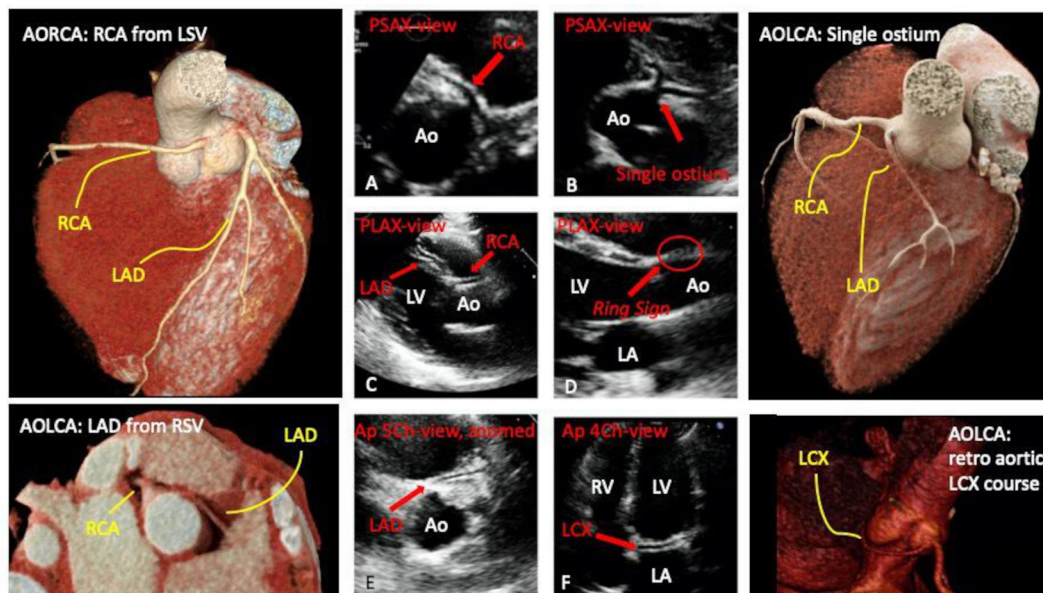 AORCA: RCA from LSV
RCA
LAD
PSAX-view
RCA
Ao
A
PSAX-view
Ao
Single ostium
B
AOLCA: Single ostium
RCA
LAD
PLAX-view
RCA
LAD
LV
Ao
C
PLAX-view
LV
Ao
Ring Sign
LA
D
AOLCA: LAD from RSV
LAD
RCA
Ap 5Ch-view, zoomed
LAD
Ao
E
Ap 4Ch-view
RV
LV
LCX
LA
F
AOLCA:
retro aortic
LCX course
LCX